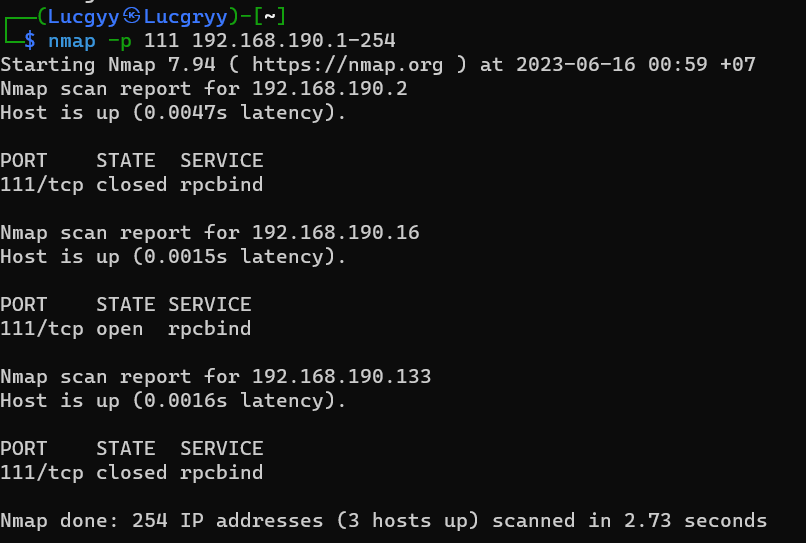 ┌──(Lucgyy㉿Lucgryy)-[~]
└─$ nmap -p 111 192.168.190.1-254
Starting Nmap 7.94 ( https://nmap.org ) at 2023-06-16 00:59 +07
Nmap scan report for 192.168.190.2
Host is up (0.0047s latency).
PORT    STATE  SERVICE
111/tcp closed rpcbind
Nmap scan report for 192.168.190.16
Host is up (0.0015s latency).
PORT    STATE SERVICE
111/tcp open  rpcbind
Nmap scan report for 192.168.190.133
Host is up (0.0016s latency).
PORT    STATE  SERVICE
111/tcp closed rpcbind
Nmap done: 254 IP addresses (3 hosts up) scanned in 2.73 seconds